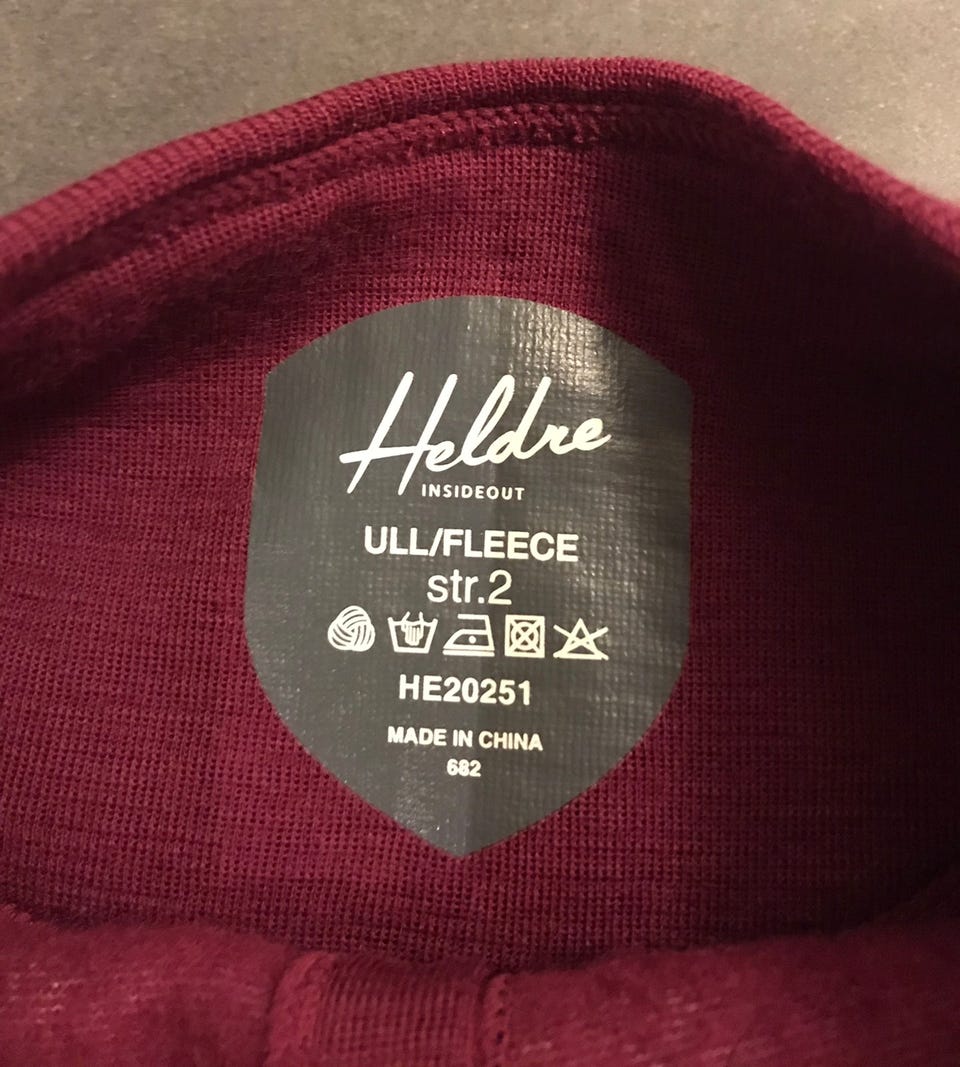 Heldre
INSIDEOUT
ULL/FLEECE
str.2
HE20251
MADE IN CHINA
682